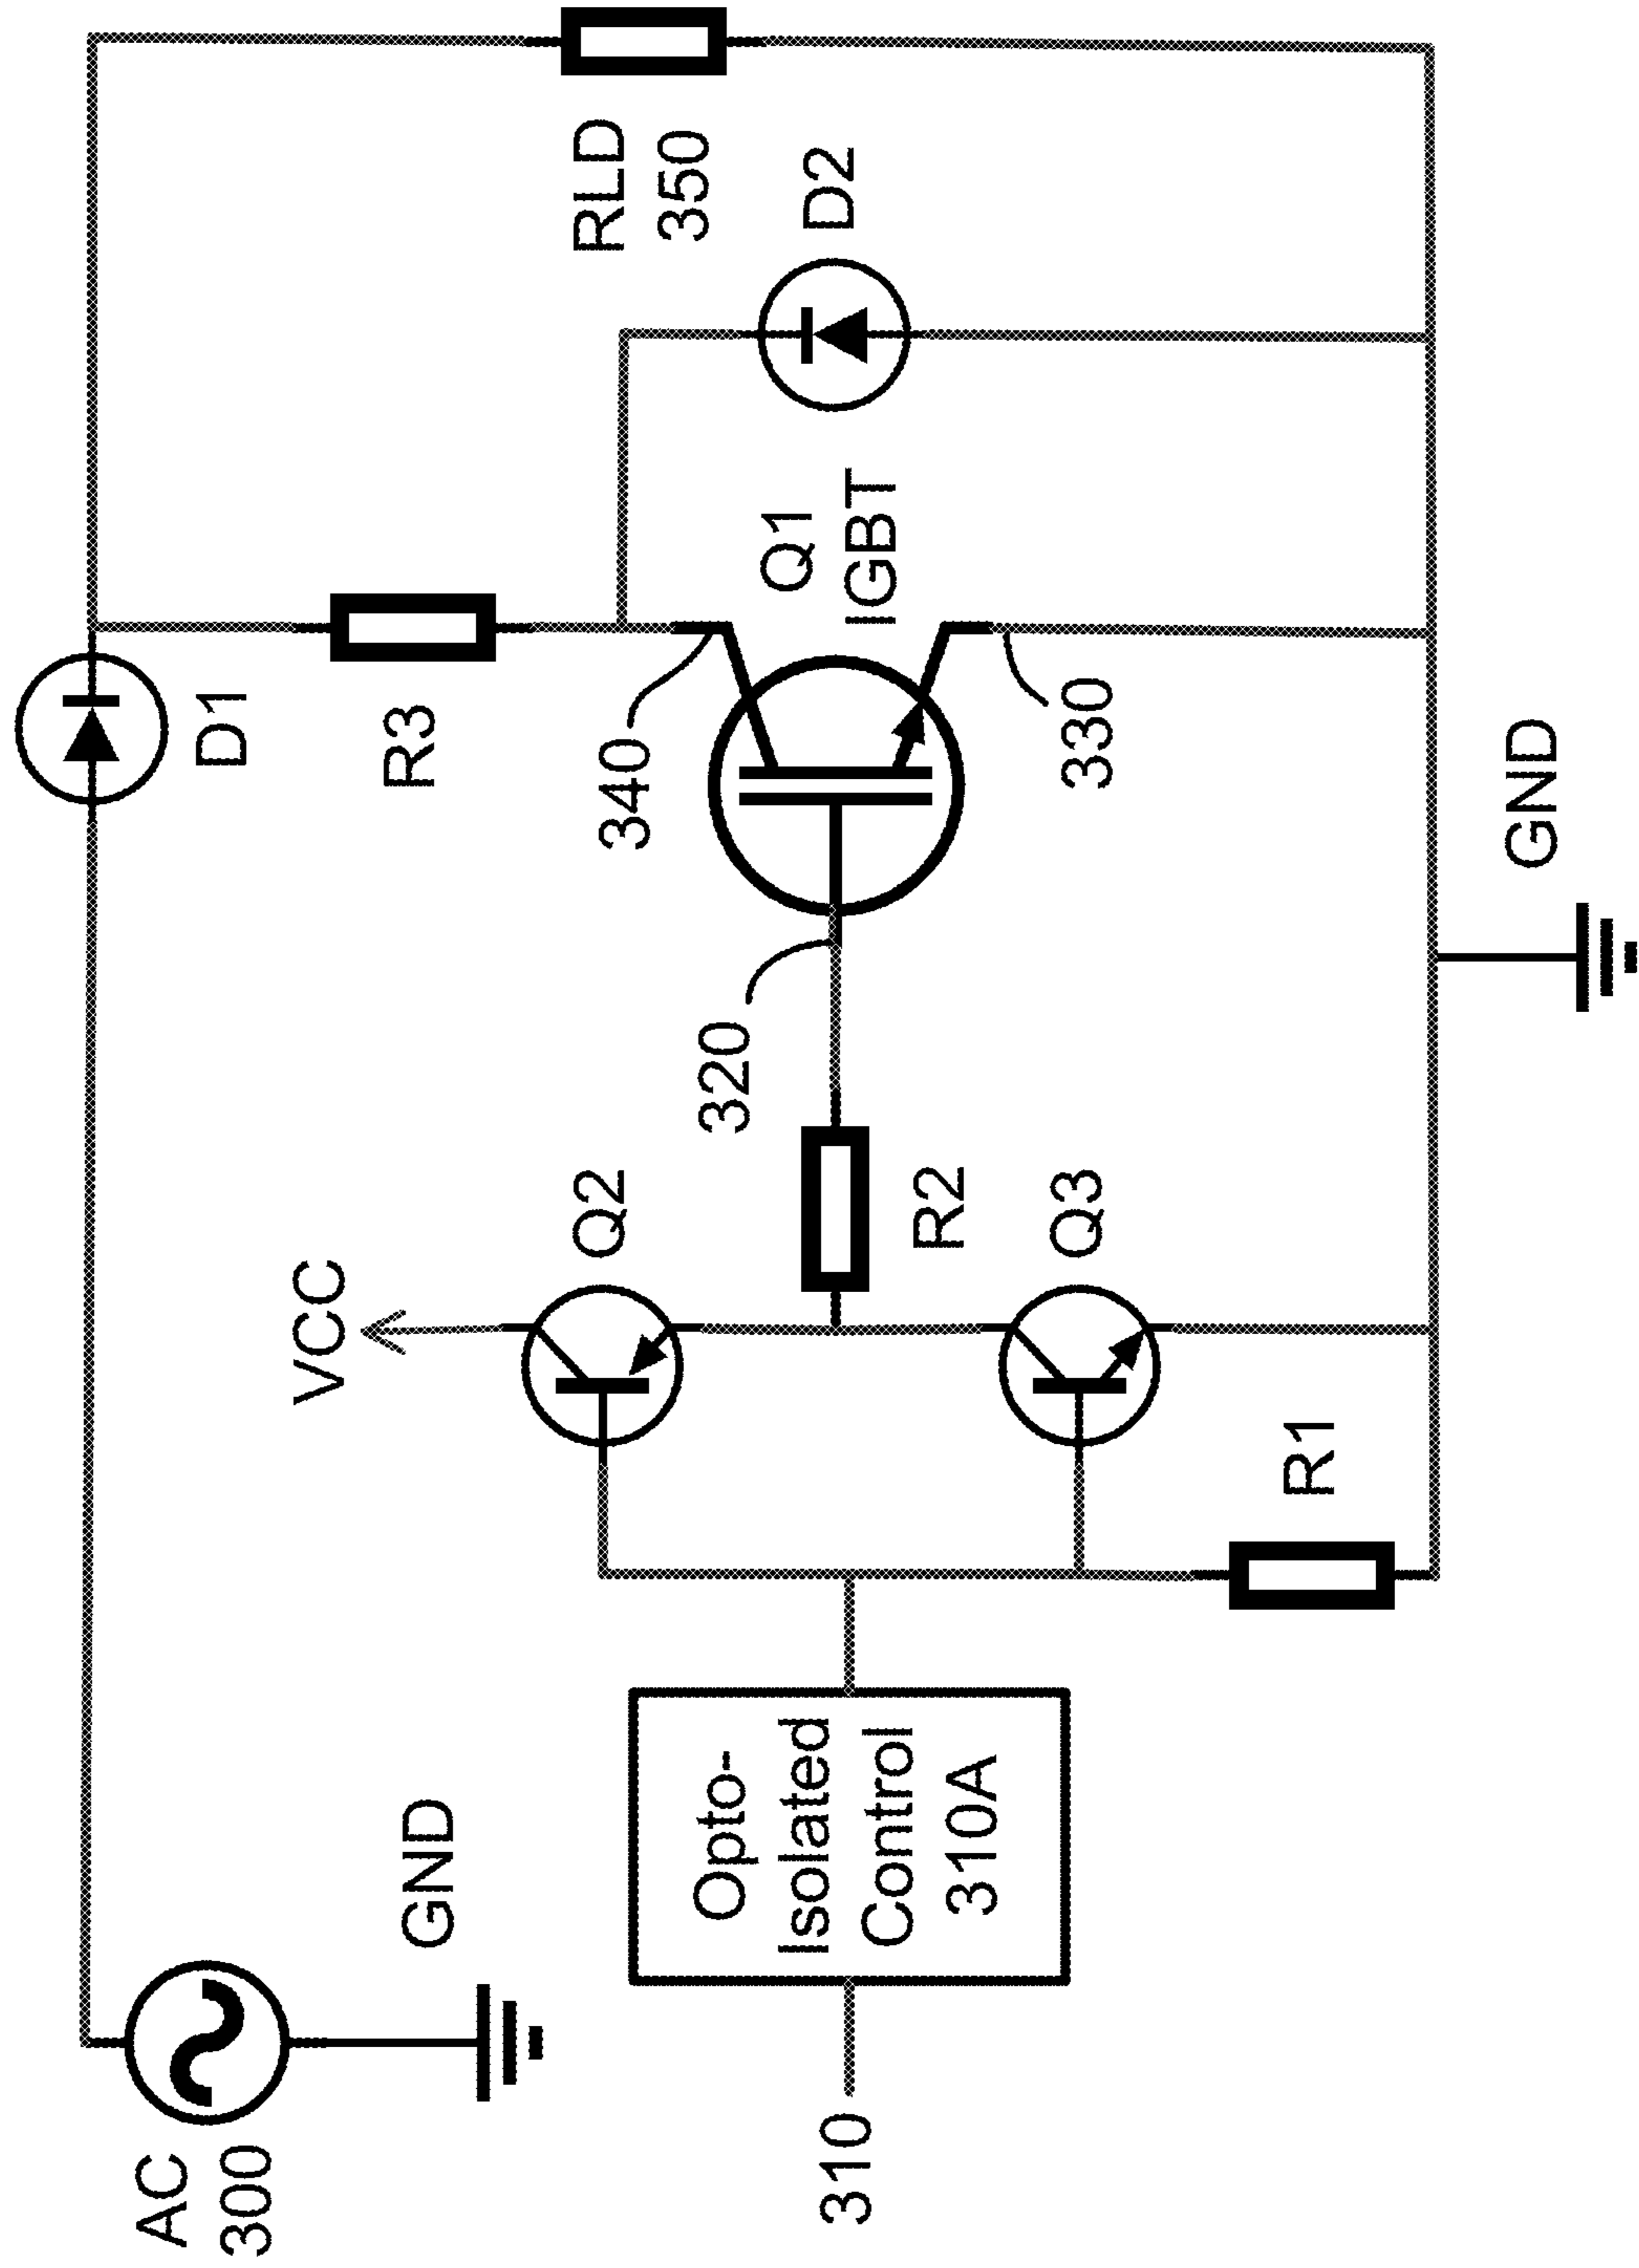 AC
300
D1
RLD
350
R3
D2
Q1
IGBT
340
VCC
Q2
320
GND
Opto-
Isolated
Control
310A
310
R2
Q3
330
R1
GND